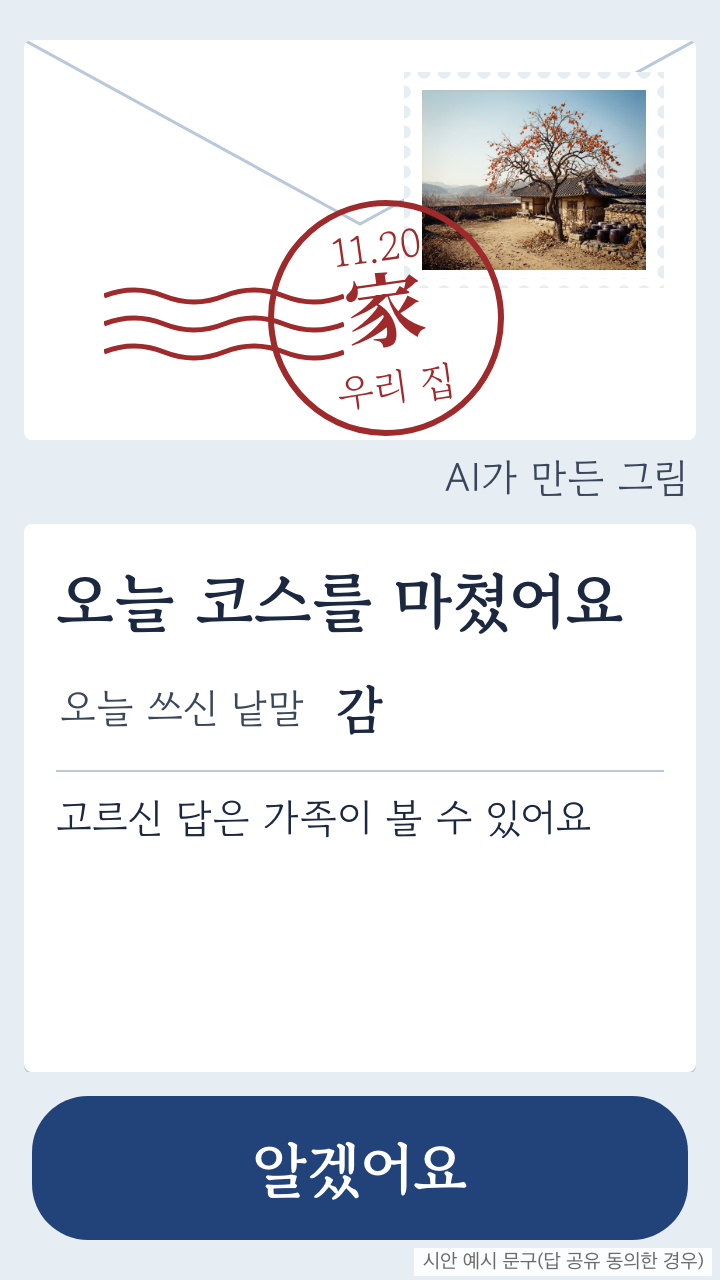 11.20
家
우리 집
AI가 만든 그림
오늘 코스를 마쳤어요
오늘 쓰신 낱말 감
고르신 답은 가족이 볼 수 있어요
알겠어요
시안 예시 문구(답 공유 동의한 경우)